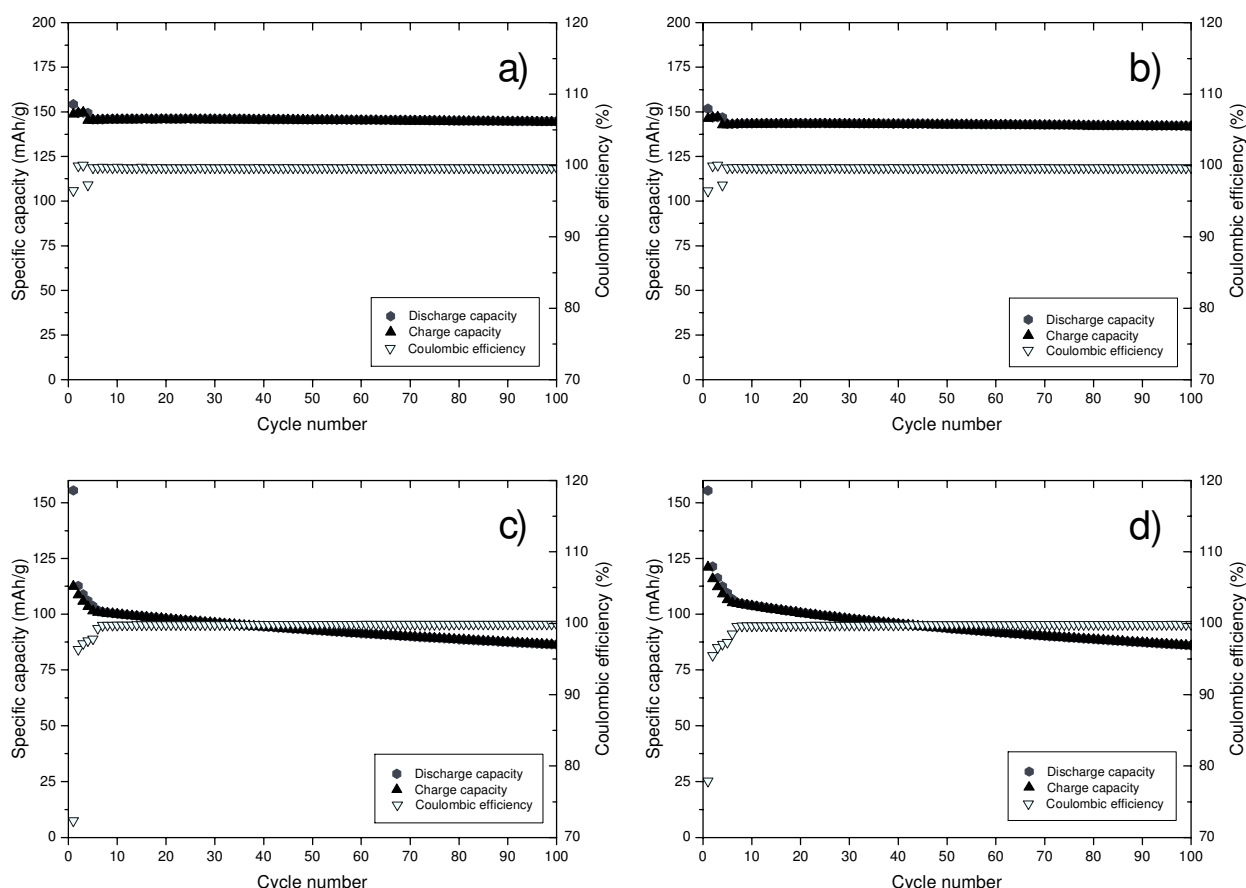 a)
200
175
150
125
100
75
50
25
0
Specific capacity (mAh/g)
120
110
100
90
80
70
Coulombic efficiency (%)
Discharge capacity
Charge capacity
Coulombic efficiency
0 10 20 30 40 50 60 70 80 90 100
Cycle number
b)
200
175
150
125
100
75
50
25
0
Specific capacity (mAh/g)
120
110
100
90
80
70
Coulombic efficiency (%)
Discharge capacity
Charge capacity
Coulombic efficiency
0 10 20 30 40 50 60 70 80 90 100
Cycle number
c)
150
125
100
75
50
25
0
Specific capacity (mAh/g)
120
110
100
90
80
70
Coulombic efficiency (%)
Discharge capacity
Charge capacity
Coulombic efficiency
0 10 20 30 40 50 60 70 80 90 100
Cycle number
d)
150
125
100
75
50
25
0
Specific capacity (mAh/g)
120
110
100
90
80
70
Coulombic efficiency (%)
Discharge capacity
Charge capacity
Coulombic efficiency
0 10 20 30 40 50 60 70 80 90 100
Cycle number